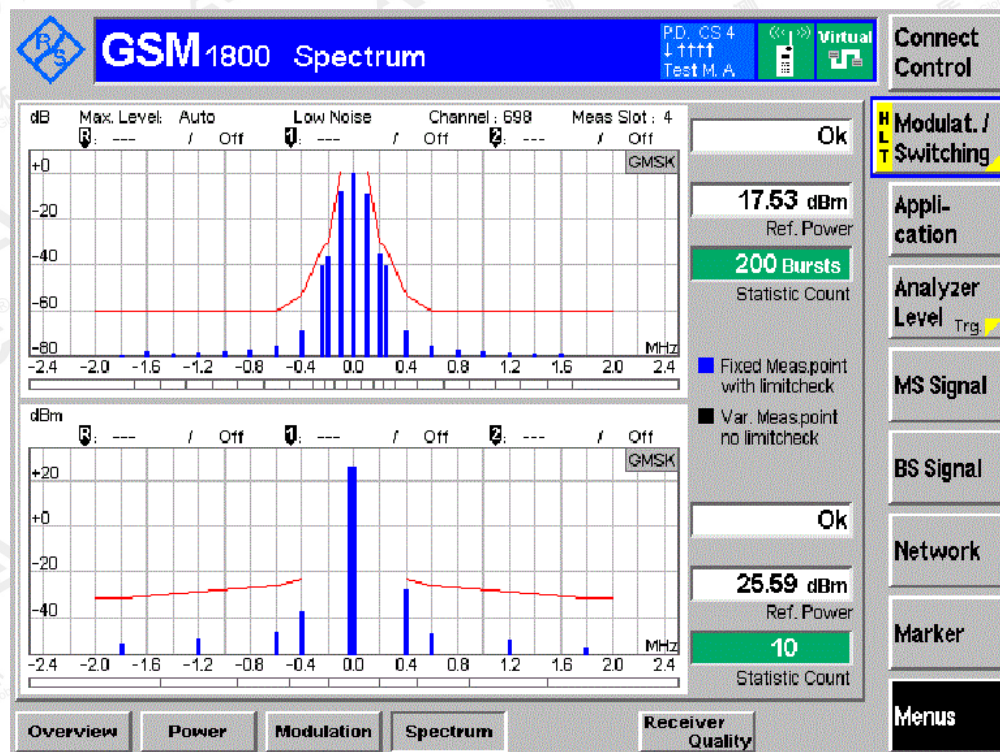 R/S
GSM 1800 Spectrum
P.D. CS 4
↓↑↑↑↑
Test M. A
Virtual
Connect
Control
dB Max. Level: Auto Low Noise Channel : 698 Meas Slot : 4
R: --- / Off 1: --- / Off 2: --- / Off
GMSK
+0
-20
-40
-60
-80
MHz
-2.4 -2.0 -1.6 -1.2 -0.8 -0.4 0.0 0.4 0.8 1.2 1.6 2.0 2.4
Ok
17.53 dBm
Ref. Power
200 Bursts
Statistic Count
Fixed Meas.point
with limitcheck
Var. Meas.point
no limitcheck
dBm
R: --- / Off 1: --- / Off 2: --- / Off
GMSK
+20
+0
-20
-40
MHz
-2.4 -2.0 -1.6 -1.2 -0.8 -0.4 0.0 0.4 0.8 1.2 1.6 2.0 2.4
Ok
25.59 dBm
Ref. Power
10
Statistic Count
HLT
Modulat. /
Switching
Appli-
cation
Analyzer
Level Trg.
MS Signal
BS Signal
Network
Marker
Menus
Overview
Power
Modulation
Spectrum
Receiver
Quality